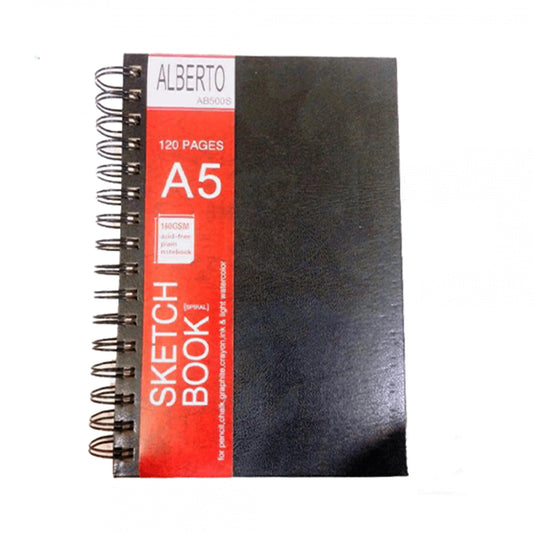 ALBERTO
AB500S
120 PAGES
A5
160GSM
acid-free
plain
notebook
SKETCH
BOOK [SPIRAL]
for pencil,chalk,graphite,crayon,ink & light watercolor